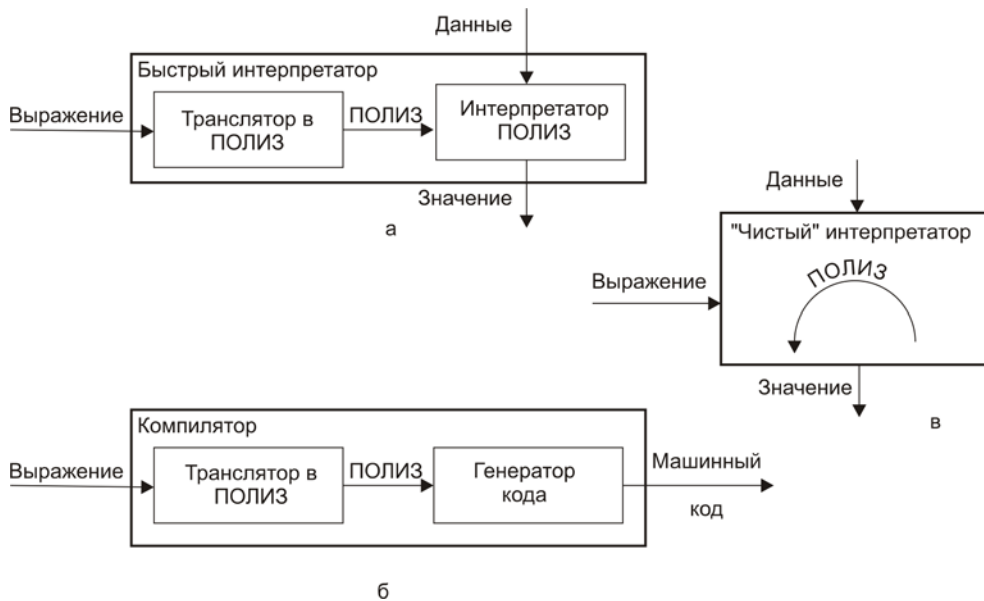 Данные
Быстрый интерпретатор
Выражение
Транслятор в
ПОЛИЗ
ПОЛИЗ
Интерпретатор
ПОЛИЗ
Значение
а
Данные
"Чистый" интерпретатор
ПОЛИЗ
Выражение
Значение
в
Компилятор
Выражение
Транслятор в
ПОЛИЗ
ПОЛИЗ
Генератор
кода
Машинный
код
б